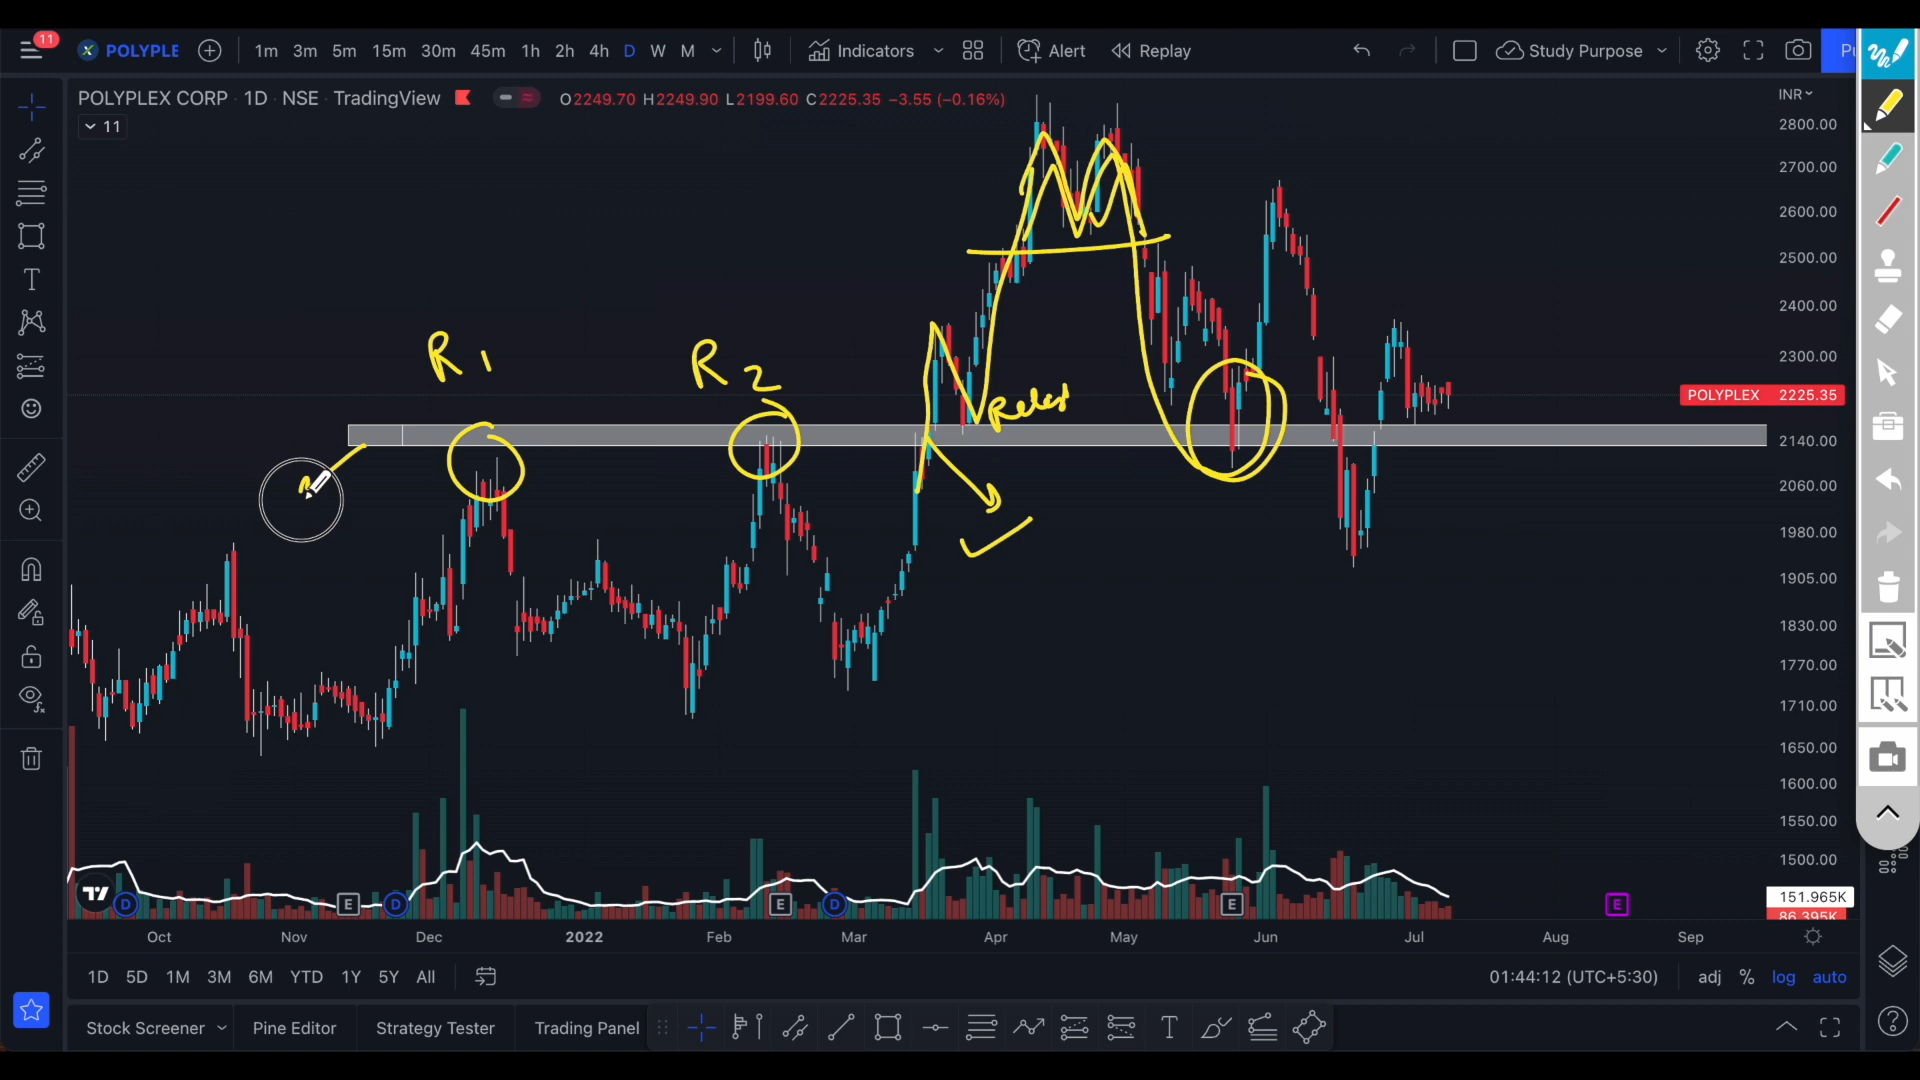 11
POLYPLE 1m 3m 5m 15m 30m 45m 1h 2h 4h D W M Indicators Alert Replay Study Purpose Pu
POLYPLEX CORP · 1D · NSE · TradingView O2249.70 H2249.90 L2199.60 C2225.35 −3.55 (−0.16%)
INR
11
2800.00
2700.00
2600.00
2500.00
2400.00
R 1
R 2
2300.00
POLYPLEX 2225.35
Retest
2140.00
2060.00
1980.00
1905.00
1830.00
1770.00
1710.00
1650.00
1600.00
1550.00
1500.00
151.965K
D E D E D E E
86.395K
Oct Nov Dec 2022 Feb Mar Apr May Jun Jul Aug Sep
1D 5D 1M 3M 6M YTD 1Y 5Y All 01:44:12 (UTC+5:30) adj % log auto
Stock Screener Pine Editor Strategy Tester Trading Panel